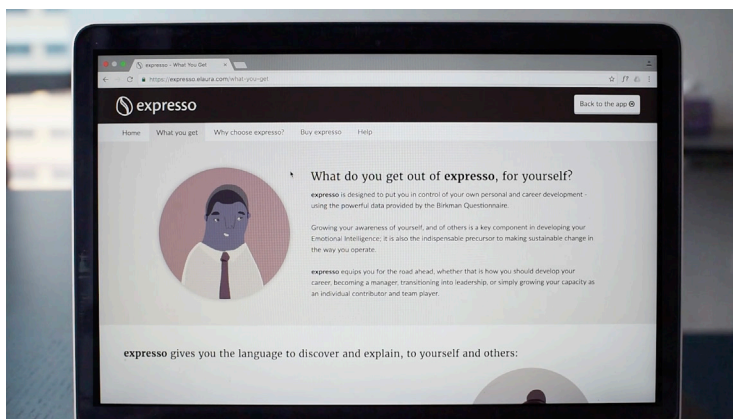 expresso - What You Get
https://expresso.elaura.com/what-you-get
expresso
Back to the app
Home What you get Why choose expresso? Buy expresso Help
What do you get out of expresso, for yourself?
expresso is designed to put you in control of your own personal and career development -
using the powerful data provided by the Birkman Questionnaire.
Growing your awareness of yourself, and of others is a key component in developing your
Emotional Intelligence; it is also the indispensable precursor to making sustainable change in
the way you operate.
expresso equips you for the road ahead, whether that is how you should develop your
career, becoming a manager, transitioning into leadership, or simply growing your capacity as
an individual contributor and team player.
expresso gives you the language to discover and explain, to yourself and others: